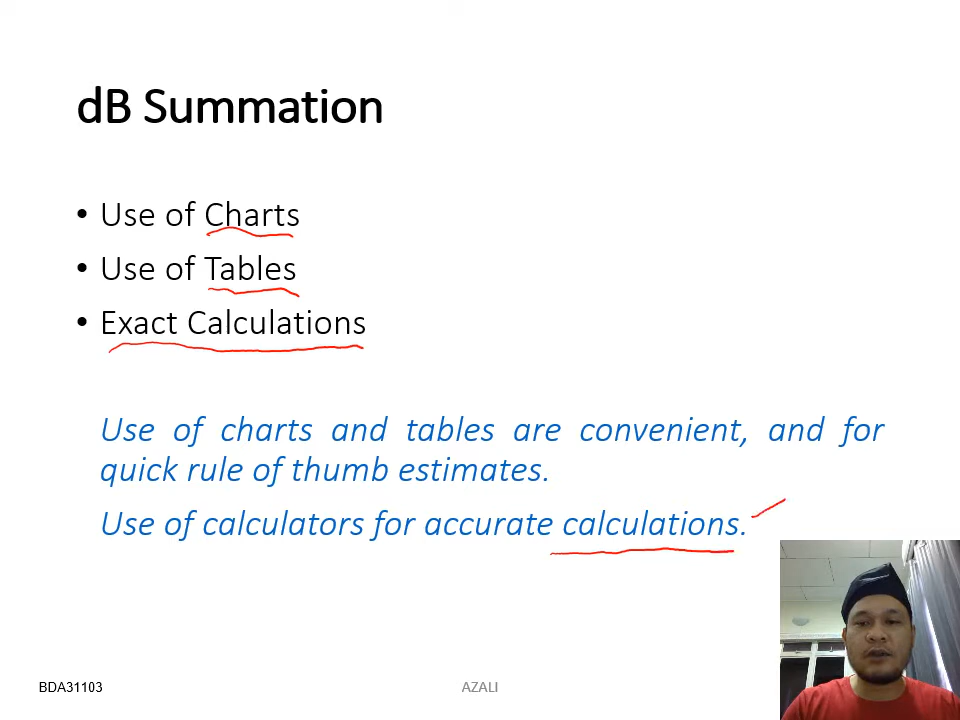 dB Summation
• Use of Charts
• Use of Tables
• Exact Calculations
Use of charts and tables are convenient, and for
quick rule of thumb estimates.
Use of calculators for accurate calculations.
BDA31103
AZALI